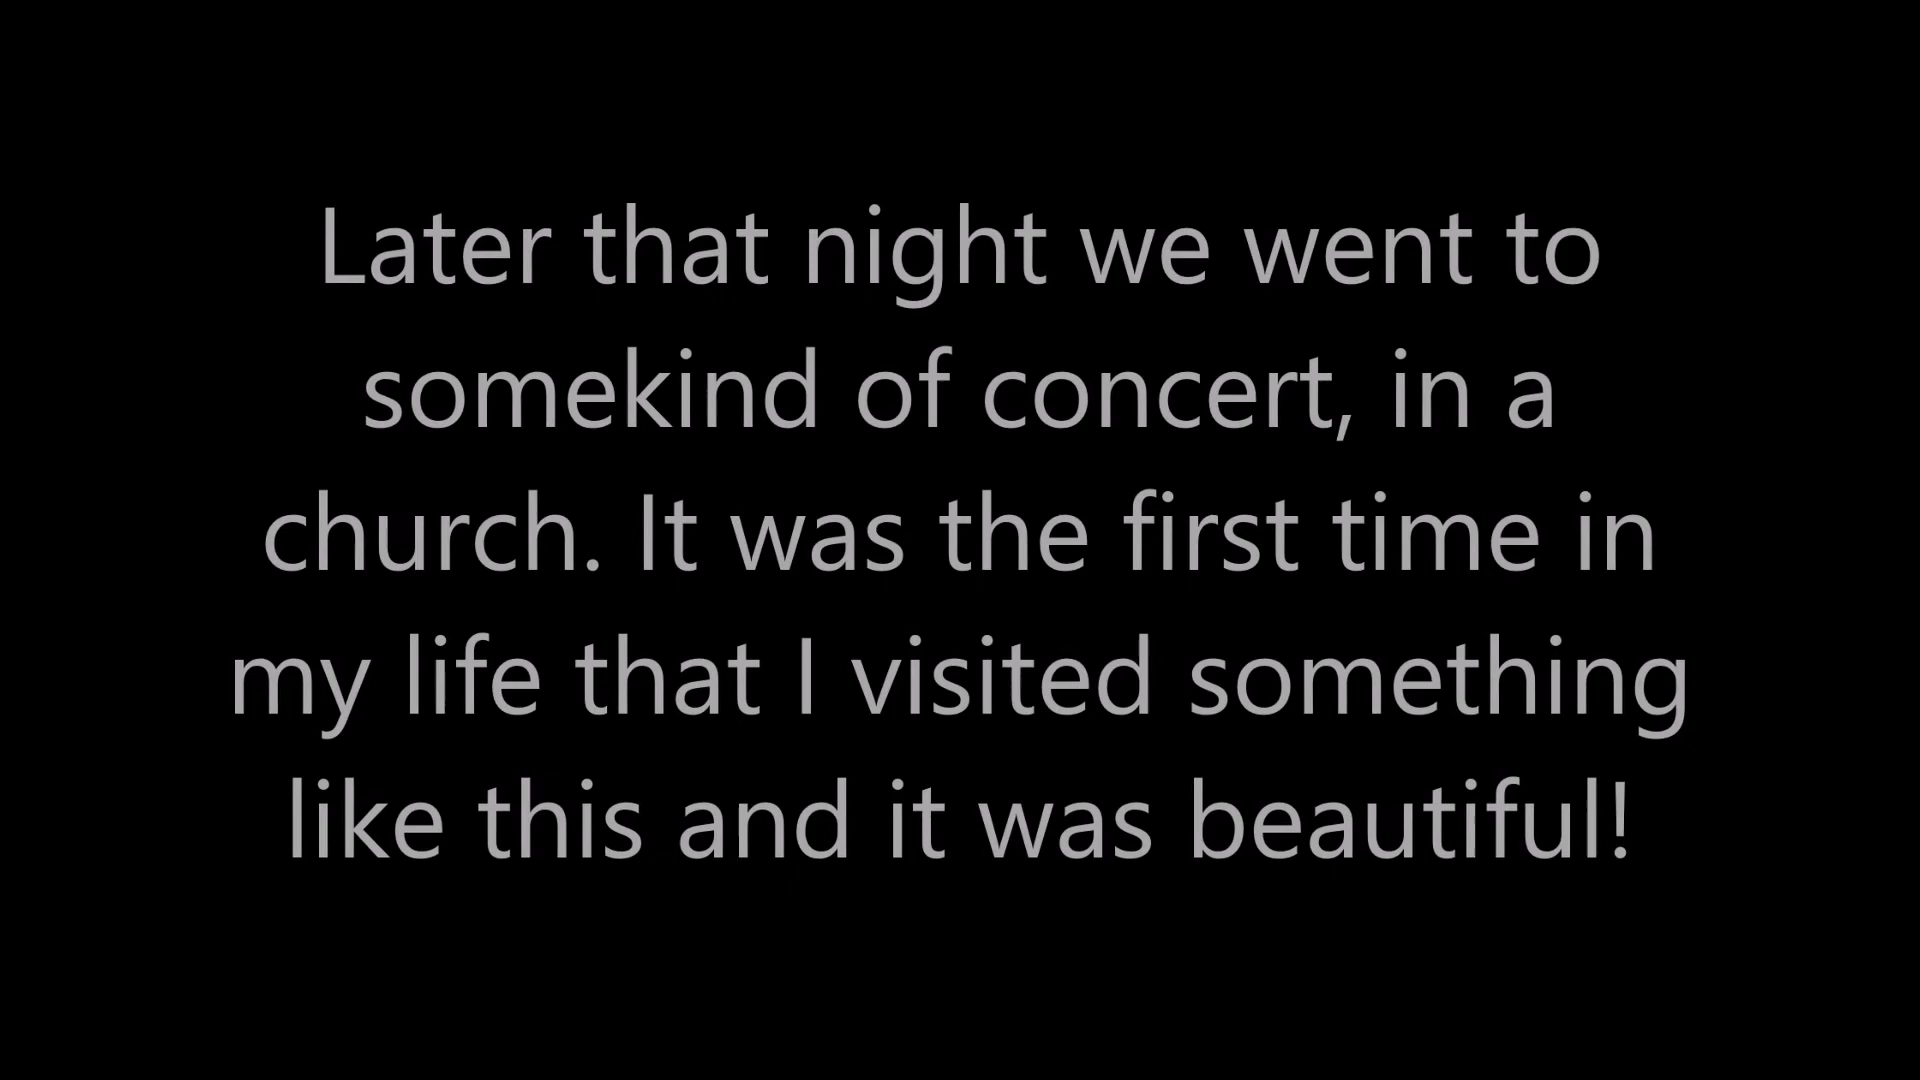 Later that night we went to
somekind of concert, in a
church. It was the first time in
my life that I visited something
like this and it was beautiful!